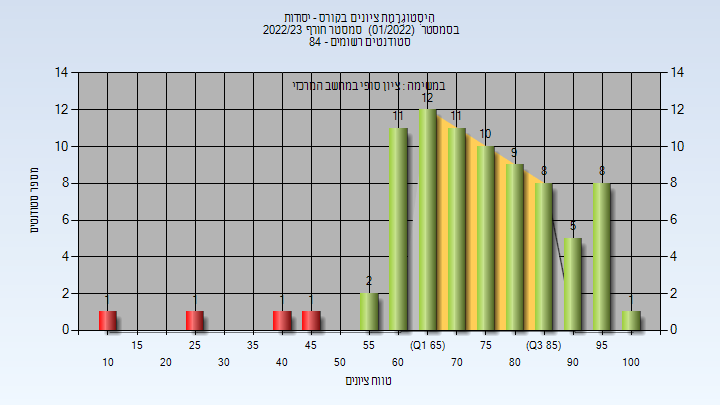 היסטוגרמת ציונים בקורס - יסודות
בסמסטר (01/2022) סמסטר חורף 2022/23
סטודנטים רשומים - 84
במשימה : ציון סופי במחשב המרכזי
14 14
12 12
10 10
8 8
6 6
4 4
2 2
0 0
מספר סטודנטים
1 1 1 1 2 11 12 11 10 9 8 5 8 1
15 25 35 45 55 (Q1 65) 75 (Q3 85) 95
10 20 30 40 50 60 70 80 90 100
טווח ציונים